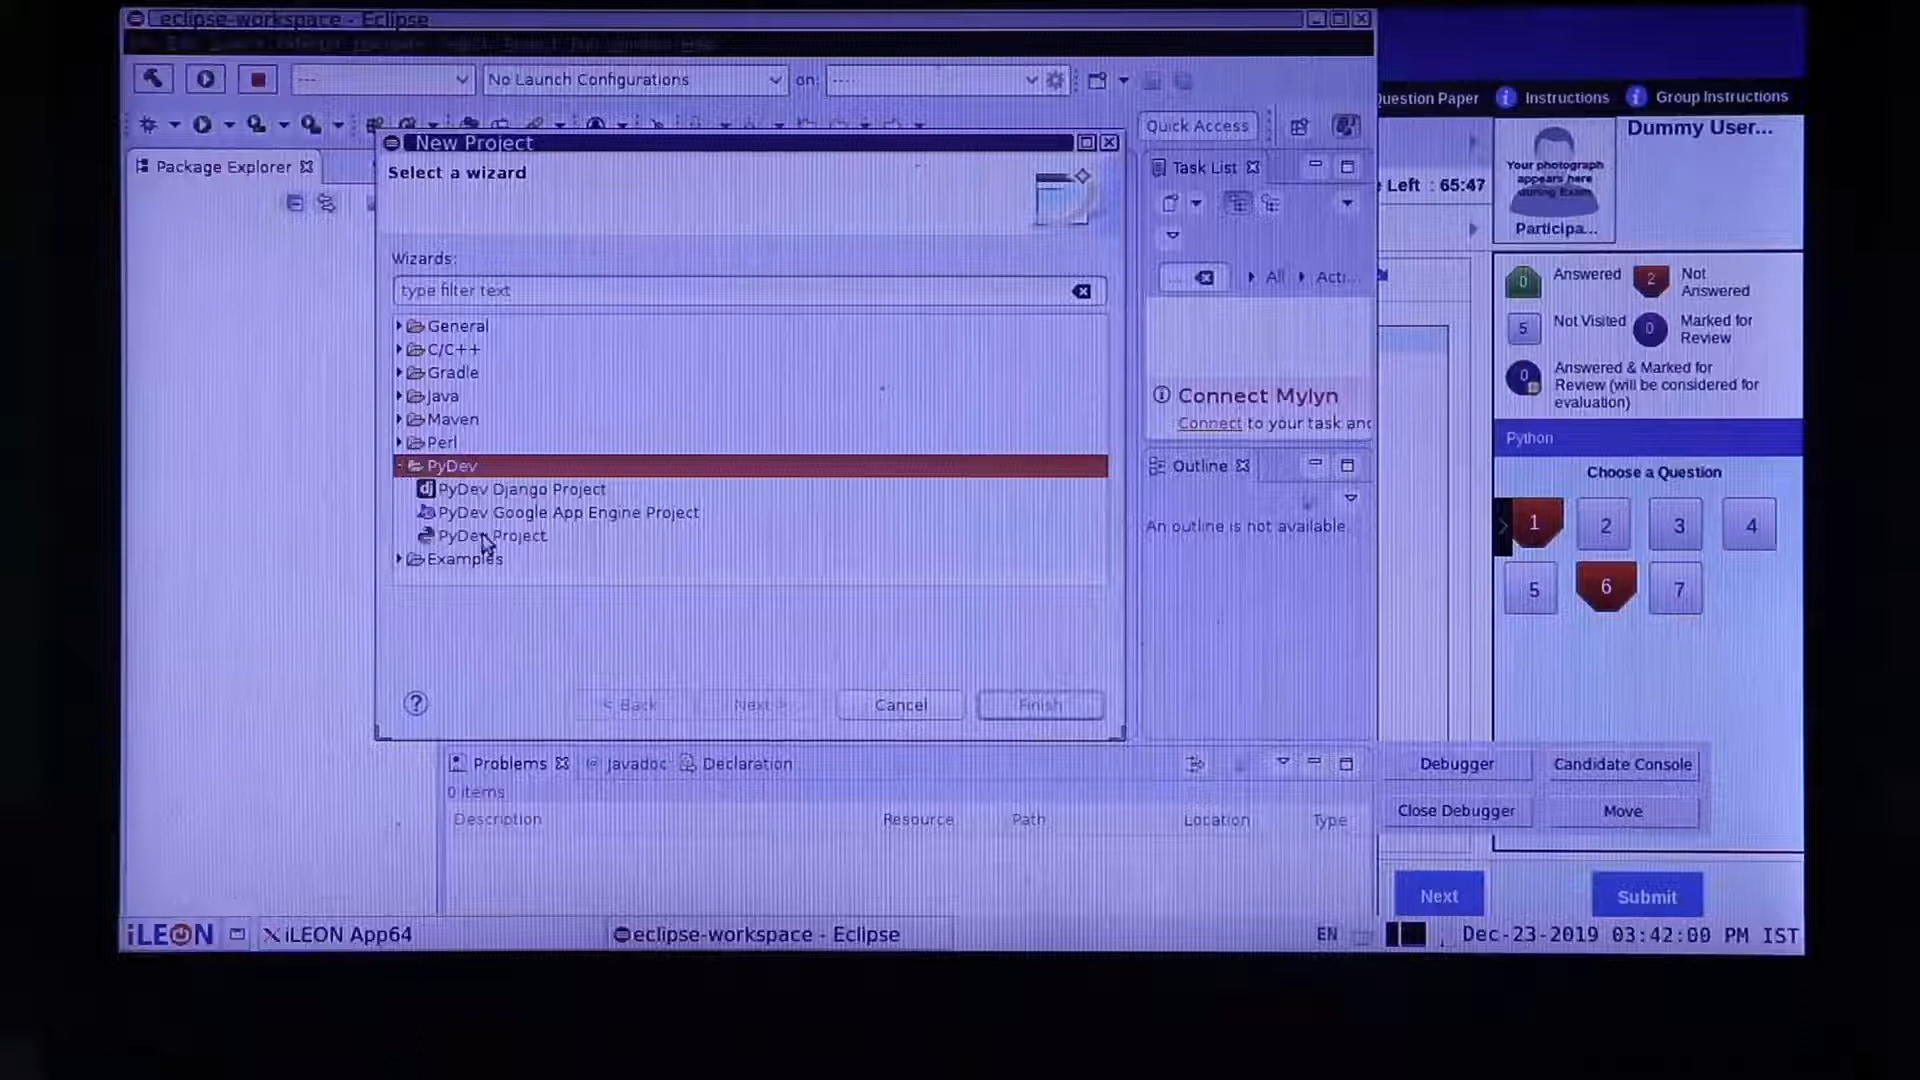 eclipse-workspace - Eclipse
---
No Launch Configurations
on:
----
Quick Access
Package Explorer
New Project
Select a wizard
Wizards:
type filter text
General
C/C++
Gradle
Java
Maven
Perl
PyDev
PyDev Django Project
PyDev Google App Engine Project
PyDev Project
Examples
?
< Back
Next >
Cancel
Finish
Task List
All
Acti...
Connect Mylyn
Connect to your task and
Outline
An outline is not available.
Problems
@ Javadoc
Declaration
0 items
Description
Resource
Path
Location
Type
Question Paper
i Instructions
i Group Instructions
Dummy User...
Your photograph
appears here
during Exam
Participa...
Left : 65:47
0 Answered
2 Not
Answered
5 Not Visited
0 Marked for
Review
0 Answered & Marked for
Review (will be considered for
evaluation)
Python
Choose a Question
1 2 3 4
5 6 7
Debugger
Candidate Console
Close Debugger
Move
Next
Submit
iLEON
iLEON App64
eclipse-workspace - Eclipse
EN
Dec-23-2019 03:42:00 PM IST